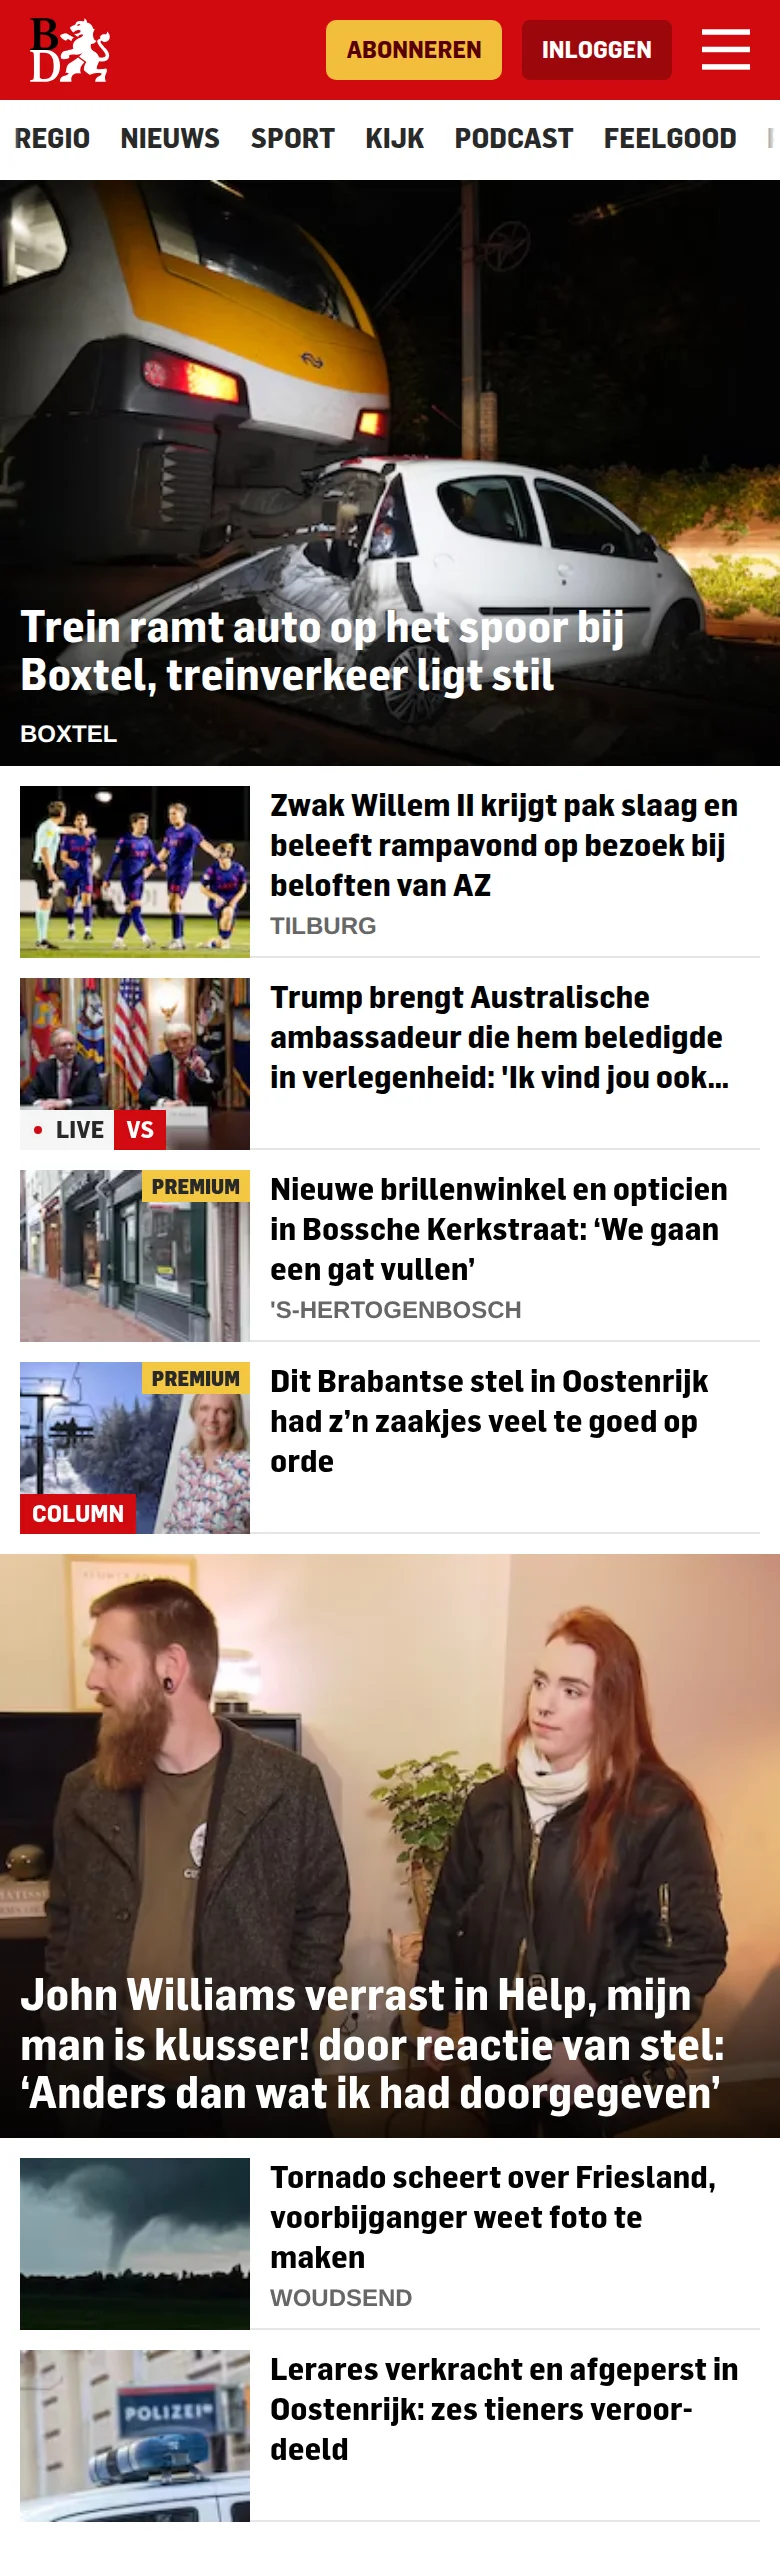 BD
ABONNEREN
INLOGGEN
REGIO NIEUWS SPORT KIJK PODCAST FEELGOOD
Trein ramt auto op het spoor bij
Boxtel, treinverkeer ligt stil
BOXTEL
Zwak Willem II krijgt pak slaag en
beleeft rampavond op bezoek bij
beloften van AZ
TILBURG
Trump brengt Australische
ambassadeur die hem beledigde
in verlegenheid: 'Ik vind jou ook...
LIVE VS
PREMIUM
Nieuwe brillenwinkel en opticien
in Bossche Kerkstraat: ‘We gaan
een gat vullen’
'S-HERTOGENBOSCH
PREMIUM
COLUMN
Dit Brabantse stel in Oostenrijk
had z’n zaakjes veel te goed op
orde
John Williams verrast in Help, mijn
man is klusser! door reactie van stel:
‘Anders dan wat ik had doorgegeven’
Tornado scheert over Friesland,
voorbijganger weet foto te
maken
WOUDSEND
POLIZEI
Lerares verkracht en afgeperst in
Oostenrijk: zes tieners veroor-
deeld